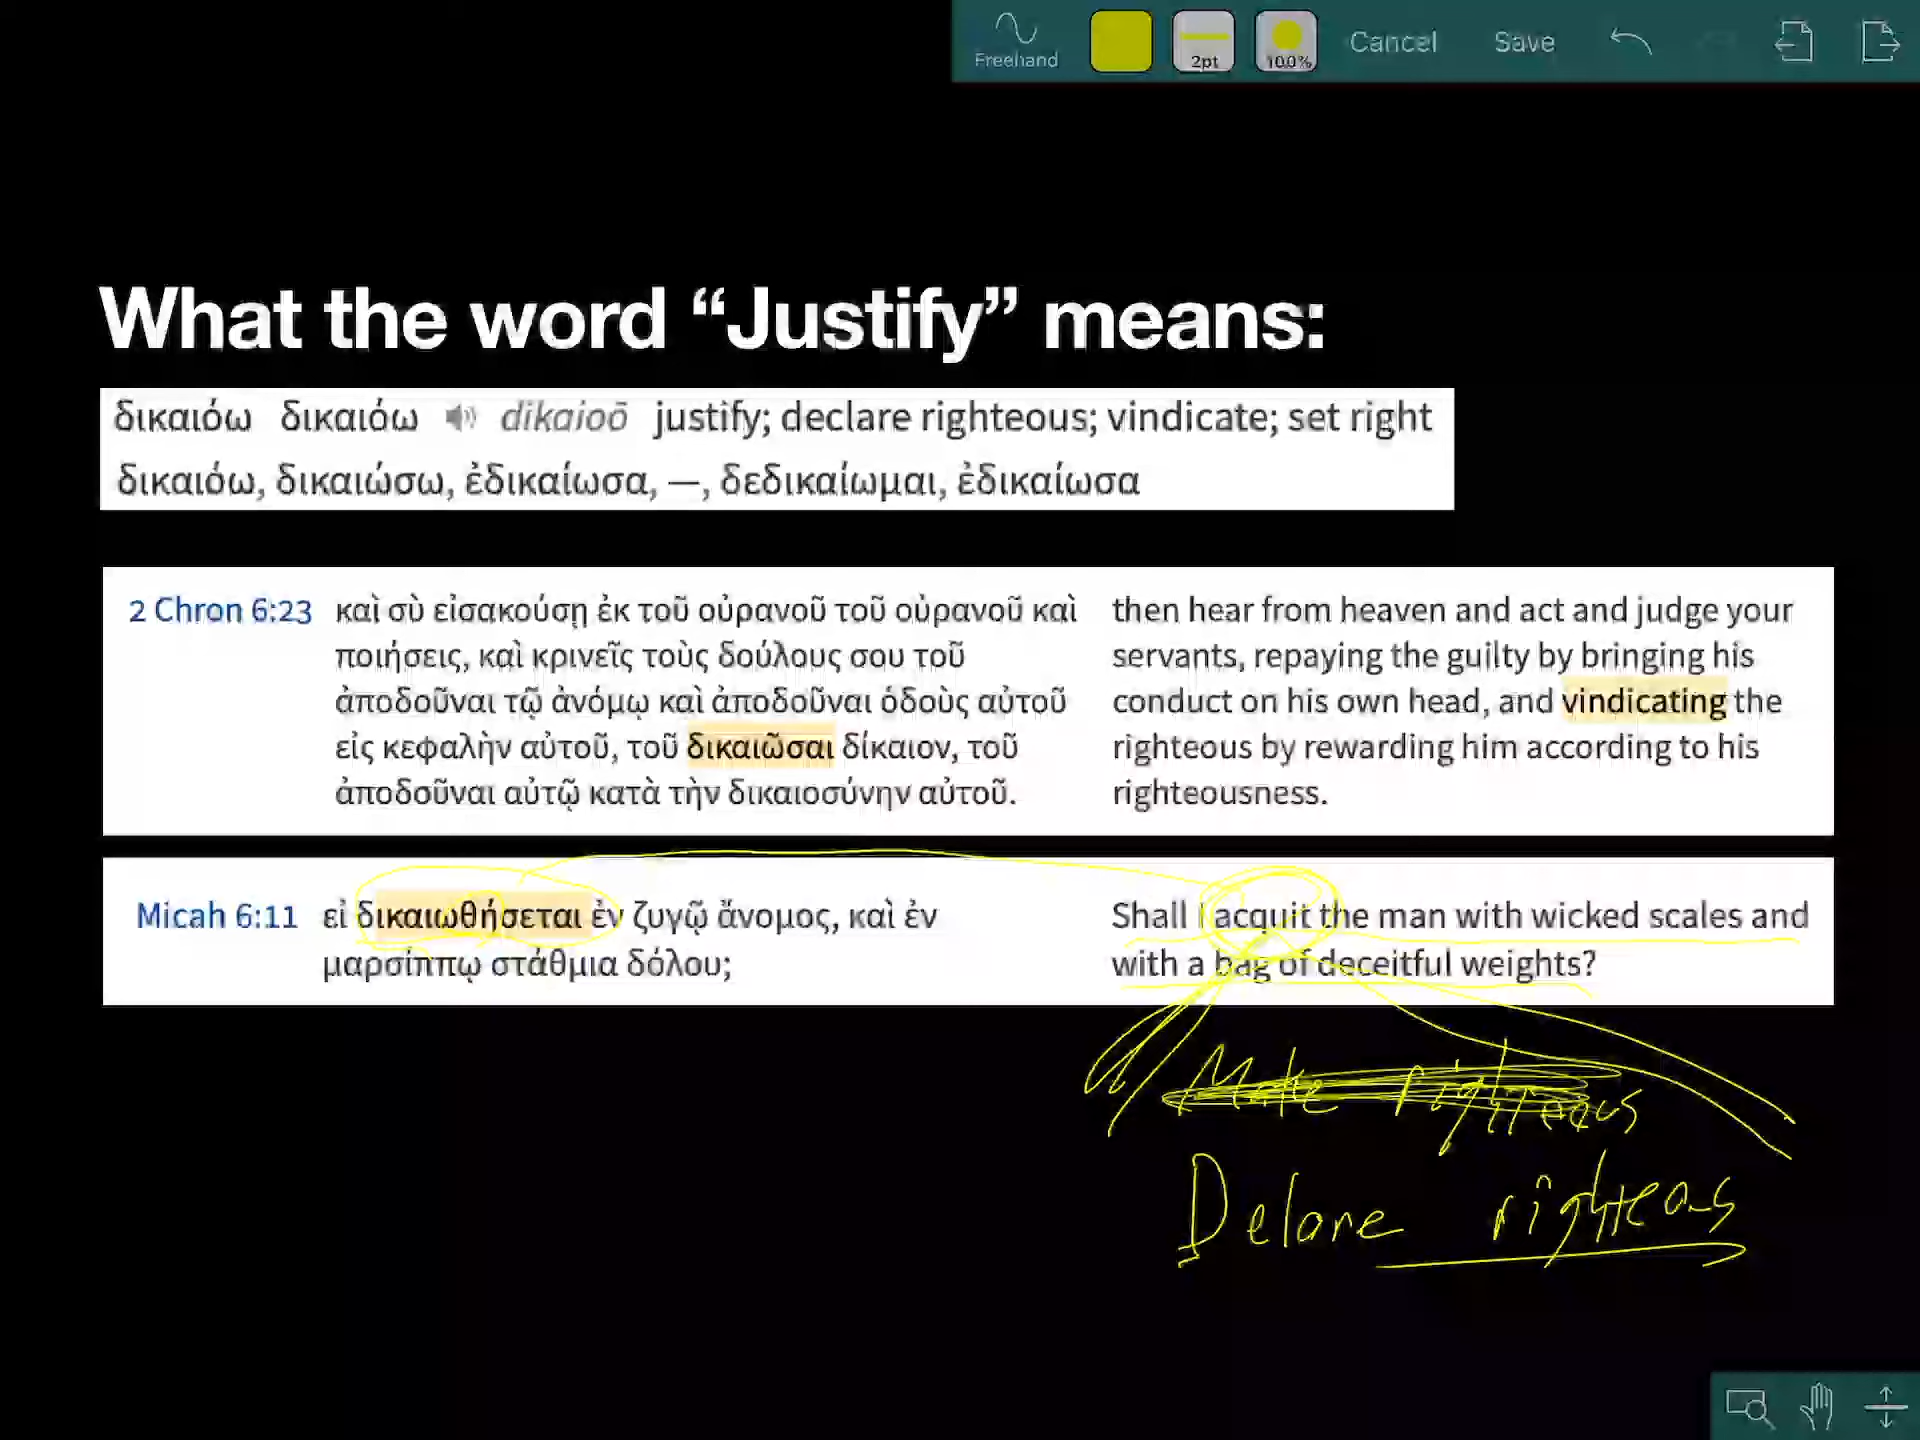 Freehand 2pt 100% Cancel Save
What the word “Justify” means:
δικαιόω δικαιόω dikaioō justify; declare righteous; vindicate; set right
δικαιόω, δικαιώσω, ἐδικαίωσα, —, δεδικαίωμαι, ἐδικαίωσα
2 Chron 6:23 καὶ σὺ εἰσακούσῃ ἐκ τοῦ οὐρανοῦ τοῦ οὐρανοῦ καὶ
ποιήσεις, καὶ κρινεῖς τοὺς δούλους σου τοῦ
ἀποδοῦναι τῷ ἀνόμῳ καὶ ἀποδοῦναι ὁδοὺς αὐτοῦ
εἰς κεφαλὴν αὐτοῦ, τοῦ δικαιῶσαι δίκαιον, τοῦ
ἀποδοῦναι αὐτῷ κατὰ τὴν δικαιοσύνην αὐτοῦ.
then hear from heaven and act and judge your
servants, repaying the guilty by bringing his
conduct on his own head, and vindicating the
righteous by rewarding him according to his
righteousness.
Micah 6:11 εἰ δικαιωθήσεται ἐν ζυγῷ ἄνομος, καὶ ἐν
μαρσίππῳ στάθμια δόλου;
Shall I acquit the man with wicked scales and
with a bag of deceitful weights?
Make righteous
Delare righteous